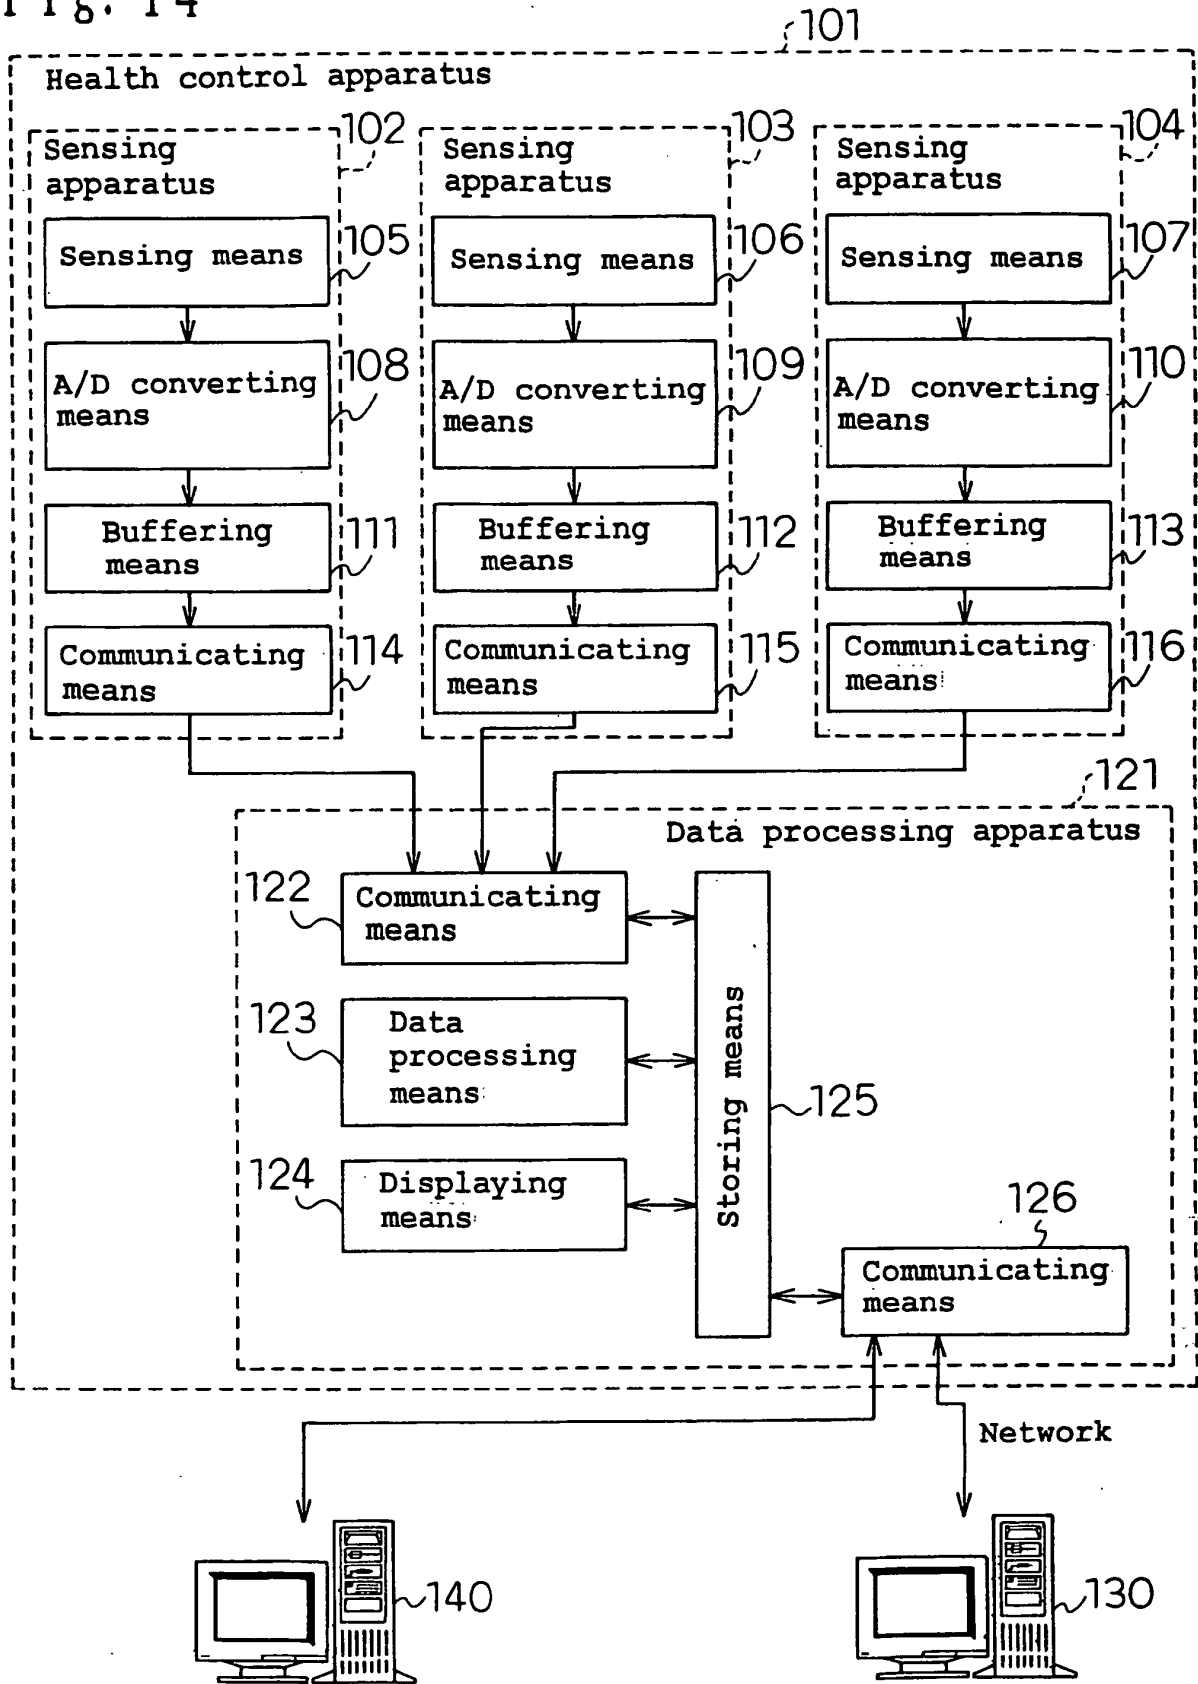 Fig. 14
101
Health control apparatus
102
Sensing
apparatus
103
Sensing
apparatus
104
Sensing
apparatus
Sensing means
105
Sensing means
106
Sensing means
107
A/D converting
means
108
A/D converting
means
109
A/D converting
means
110
Buffering
means
111
Buffering
means
112
Buffering
means
113
Communicating
means
114
Communicating
means
115
Communicating
means
116
121
Data processing apparatus
122
Communicating
means
123
Data
processing
means
124
Displaying
means
Storing means
125
126
Communicating
means
Network
140
130